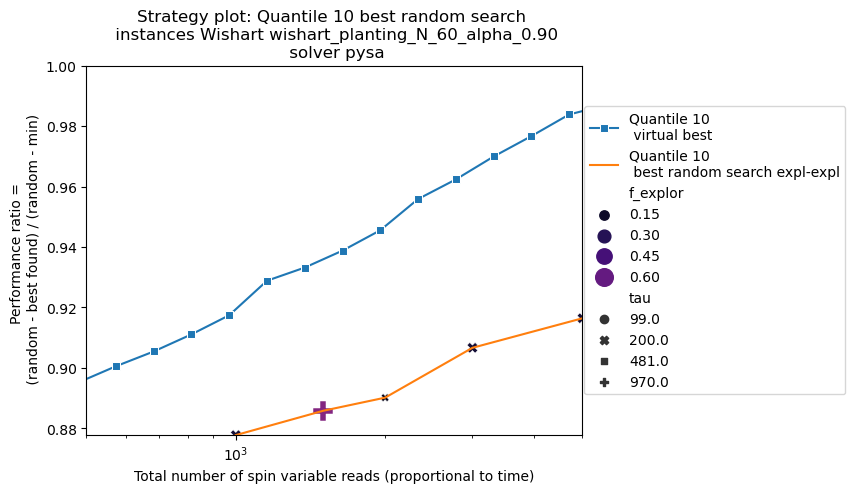 Strategy plot: Quantile 10 best random search
instances Wishart wishart_planting_N_60_alpha_0.90
solver pysa
Performance ratio =
(random - best found) / (random - min)
1.00
0.98
0.96
0.94
0.92
0.90
0.88
10^3
Total number of spin variable reads (proportional to time)
Quantile 10
virtual best
Quantile 10
best random search expl-expl
f_explor
0.15
0.30
0.45
0.60
tau
99.0
200.0
481.0
970.0